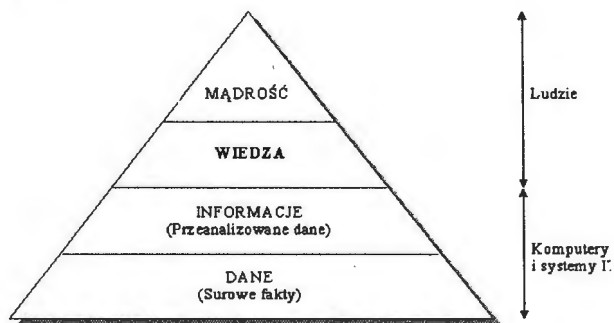 MĄDROŚĆ
Ludzie
WIEDZA
INFORMACJE
(Przeanalizowane dane)
Komputery
i systemy
DANE
(Surowe fakty)